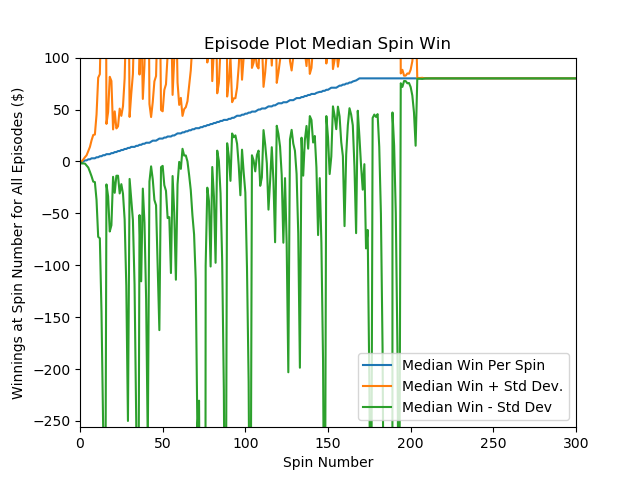 Episode Plot Median Spin Win
Winnings at Spin Number for All Episodes ($)
100
50
0
−50
−100
−150
−200
−250
0 50 100 150 200 250 300
Spin Number
Median Win Per Spin
Median Win + Std Dev.
Median Win - Std Dev